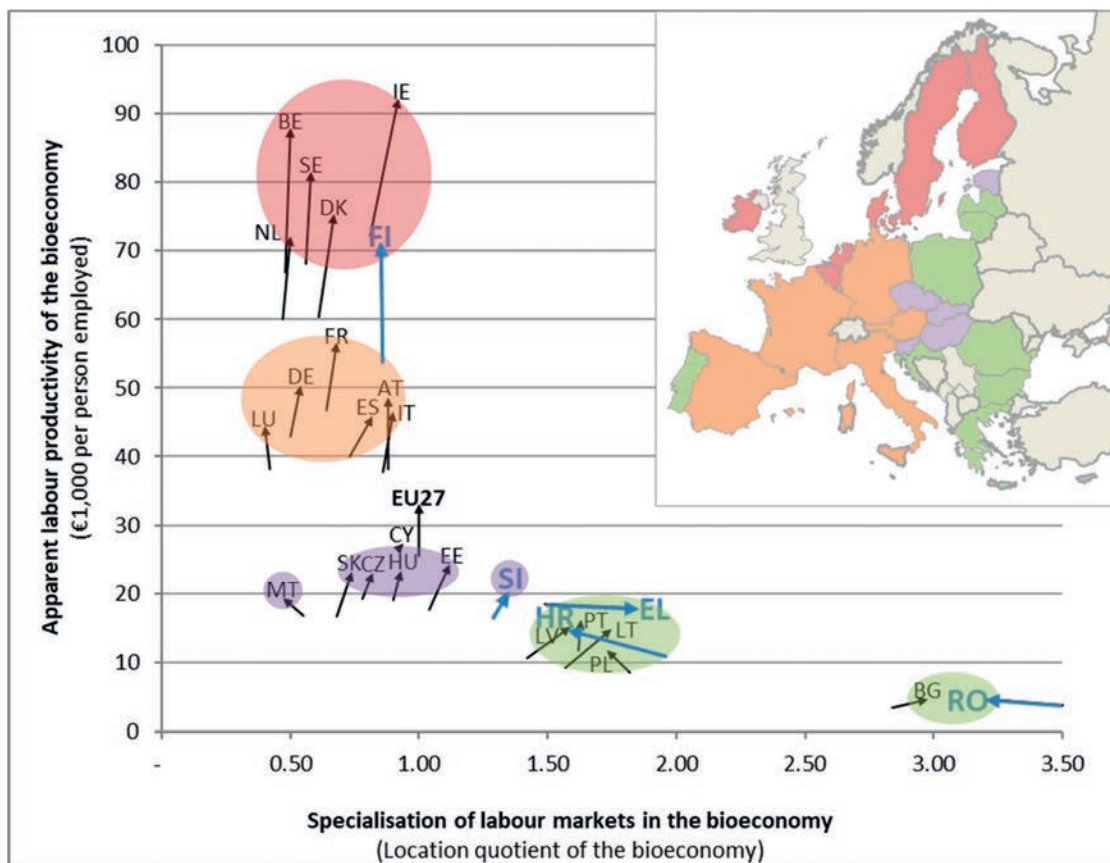 100
90
80
70
60
50
40
30
20
10
0
Apparent labour productivity of the bioeconomy
(€1,000 per person employed)
IE
BE
SE
DK
NL
FI
FR
DE
AT
ES
IT
LU
EU27
CY
SK
CZ
HU
EE
MT
SI
HR
EL
PT
LV
LT
PL
BG
RO
-
0.50
1.00
1.50
2.00
2.50
3.00
3.50
Specialisation of labour markets in the bioeconomy
(Location quotient of the bioeconomy)